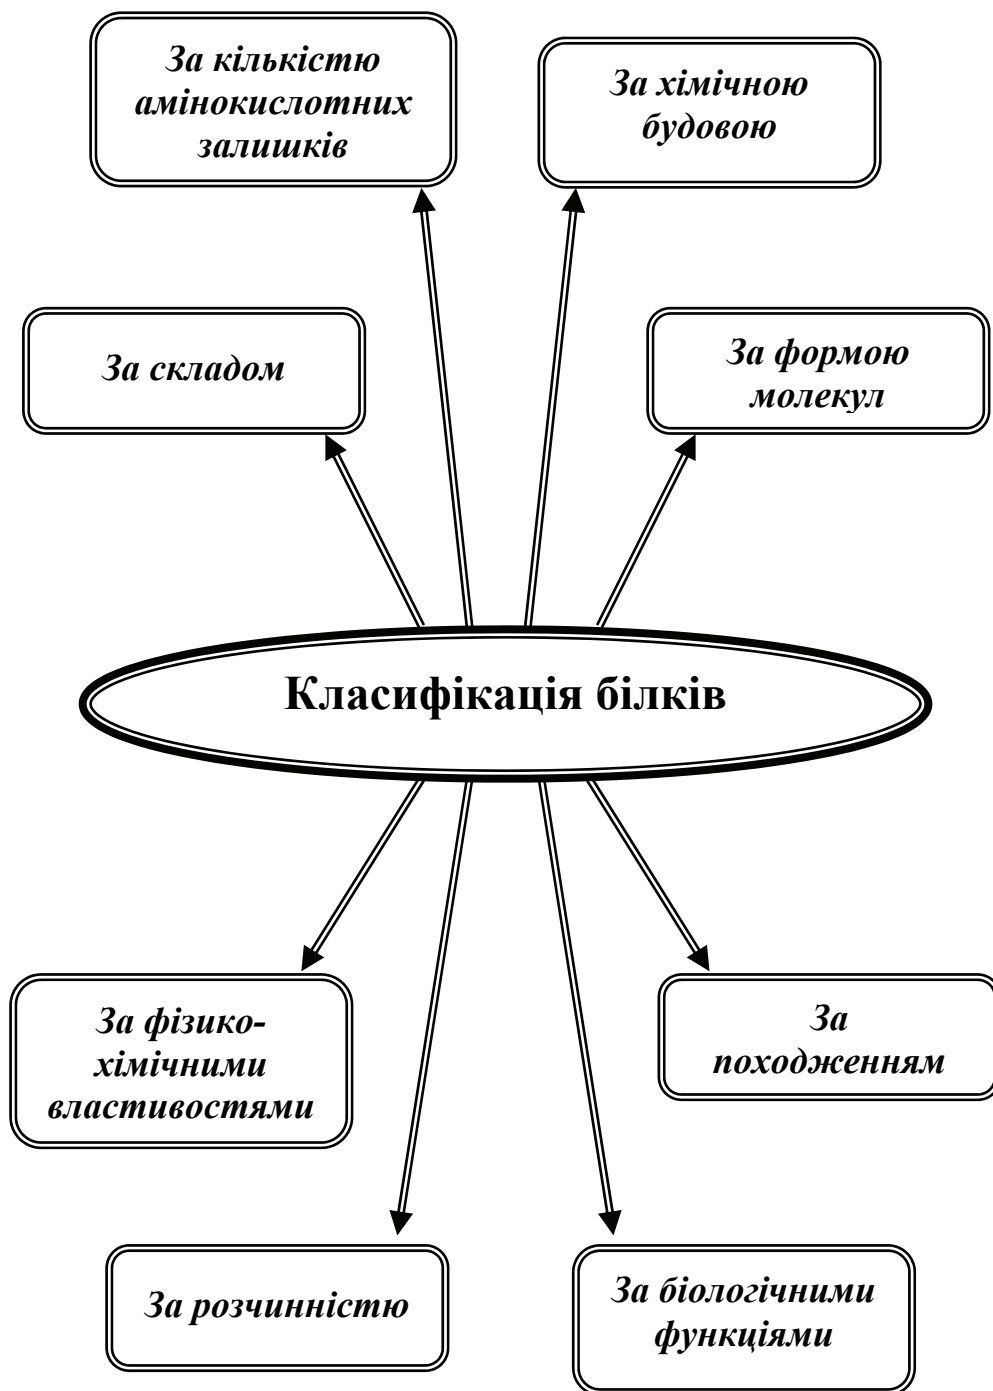 За кількістю
амінокислотних
залишків
За хімічною
будовою
За складом
За формою
молекул
Класифікація білків
За фізико-
хімічними
властивостями
За
походженням
За розчинністю
За біологічними
функціями